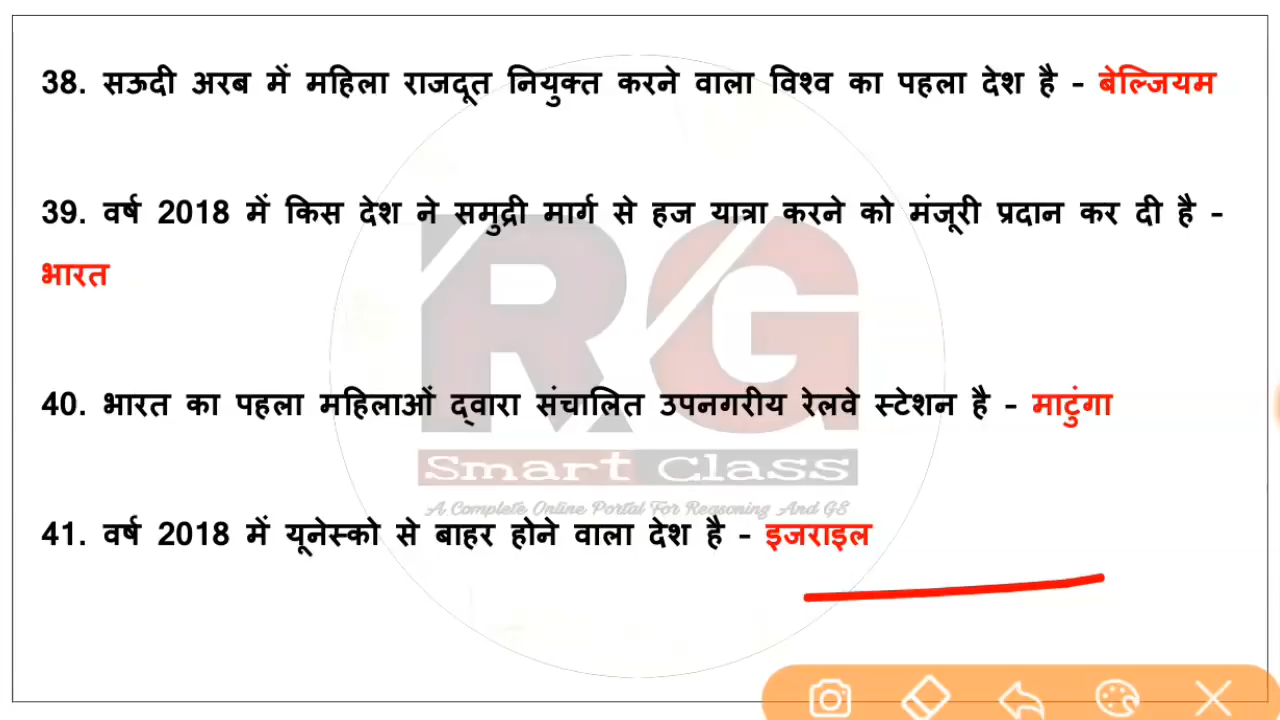 38. सऊदी अरब में महिला राजदूत नियुक्त करने वाला विश्व का पहला देश है - बेल्जियम
39. वर्ष 2018 में किस देश ने समुद्री मार्ग से हज यात्रा करने को मंजूरी प्रदान कर दी है -
भारत
RG
40. भारत का पहला महिलाओं द्वारा संचालित उपनगरीय रेलवे स्टेशन है - माटुंगा
Smart Class
A Complete Online Portal For Reasoning And GS
41. वर्ष 2018 में यूनेस्को से बाहर होने वाला देश है - इजराइल